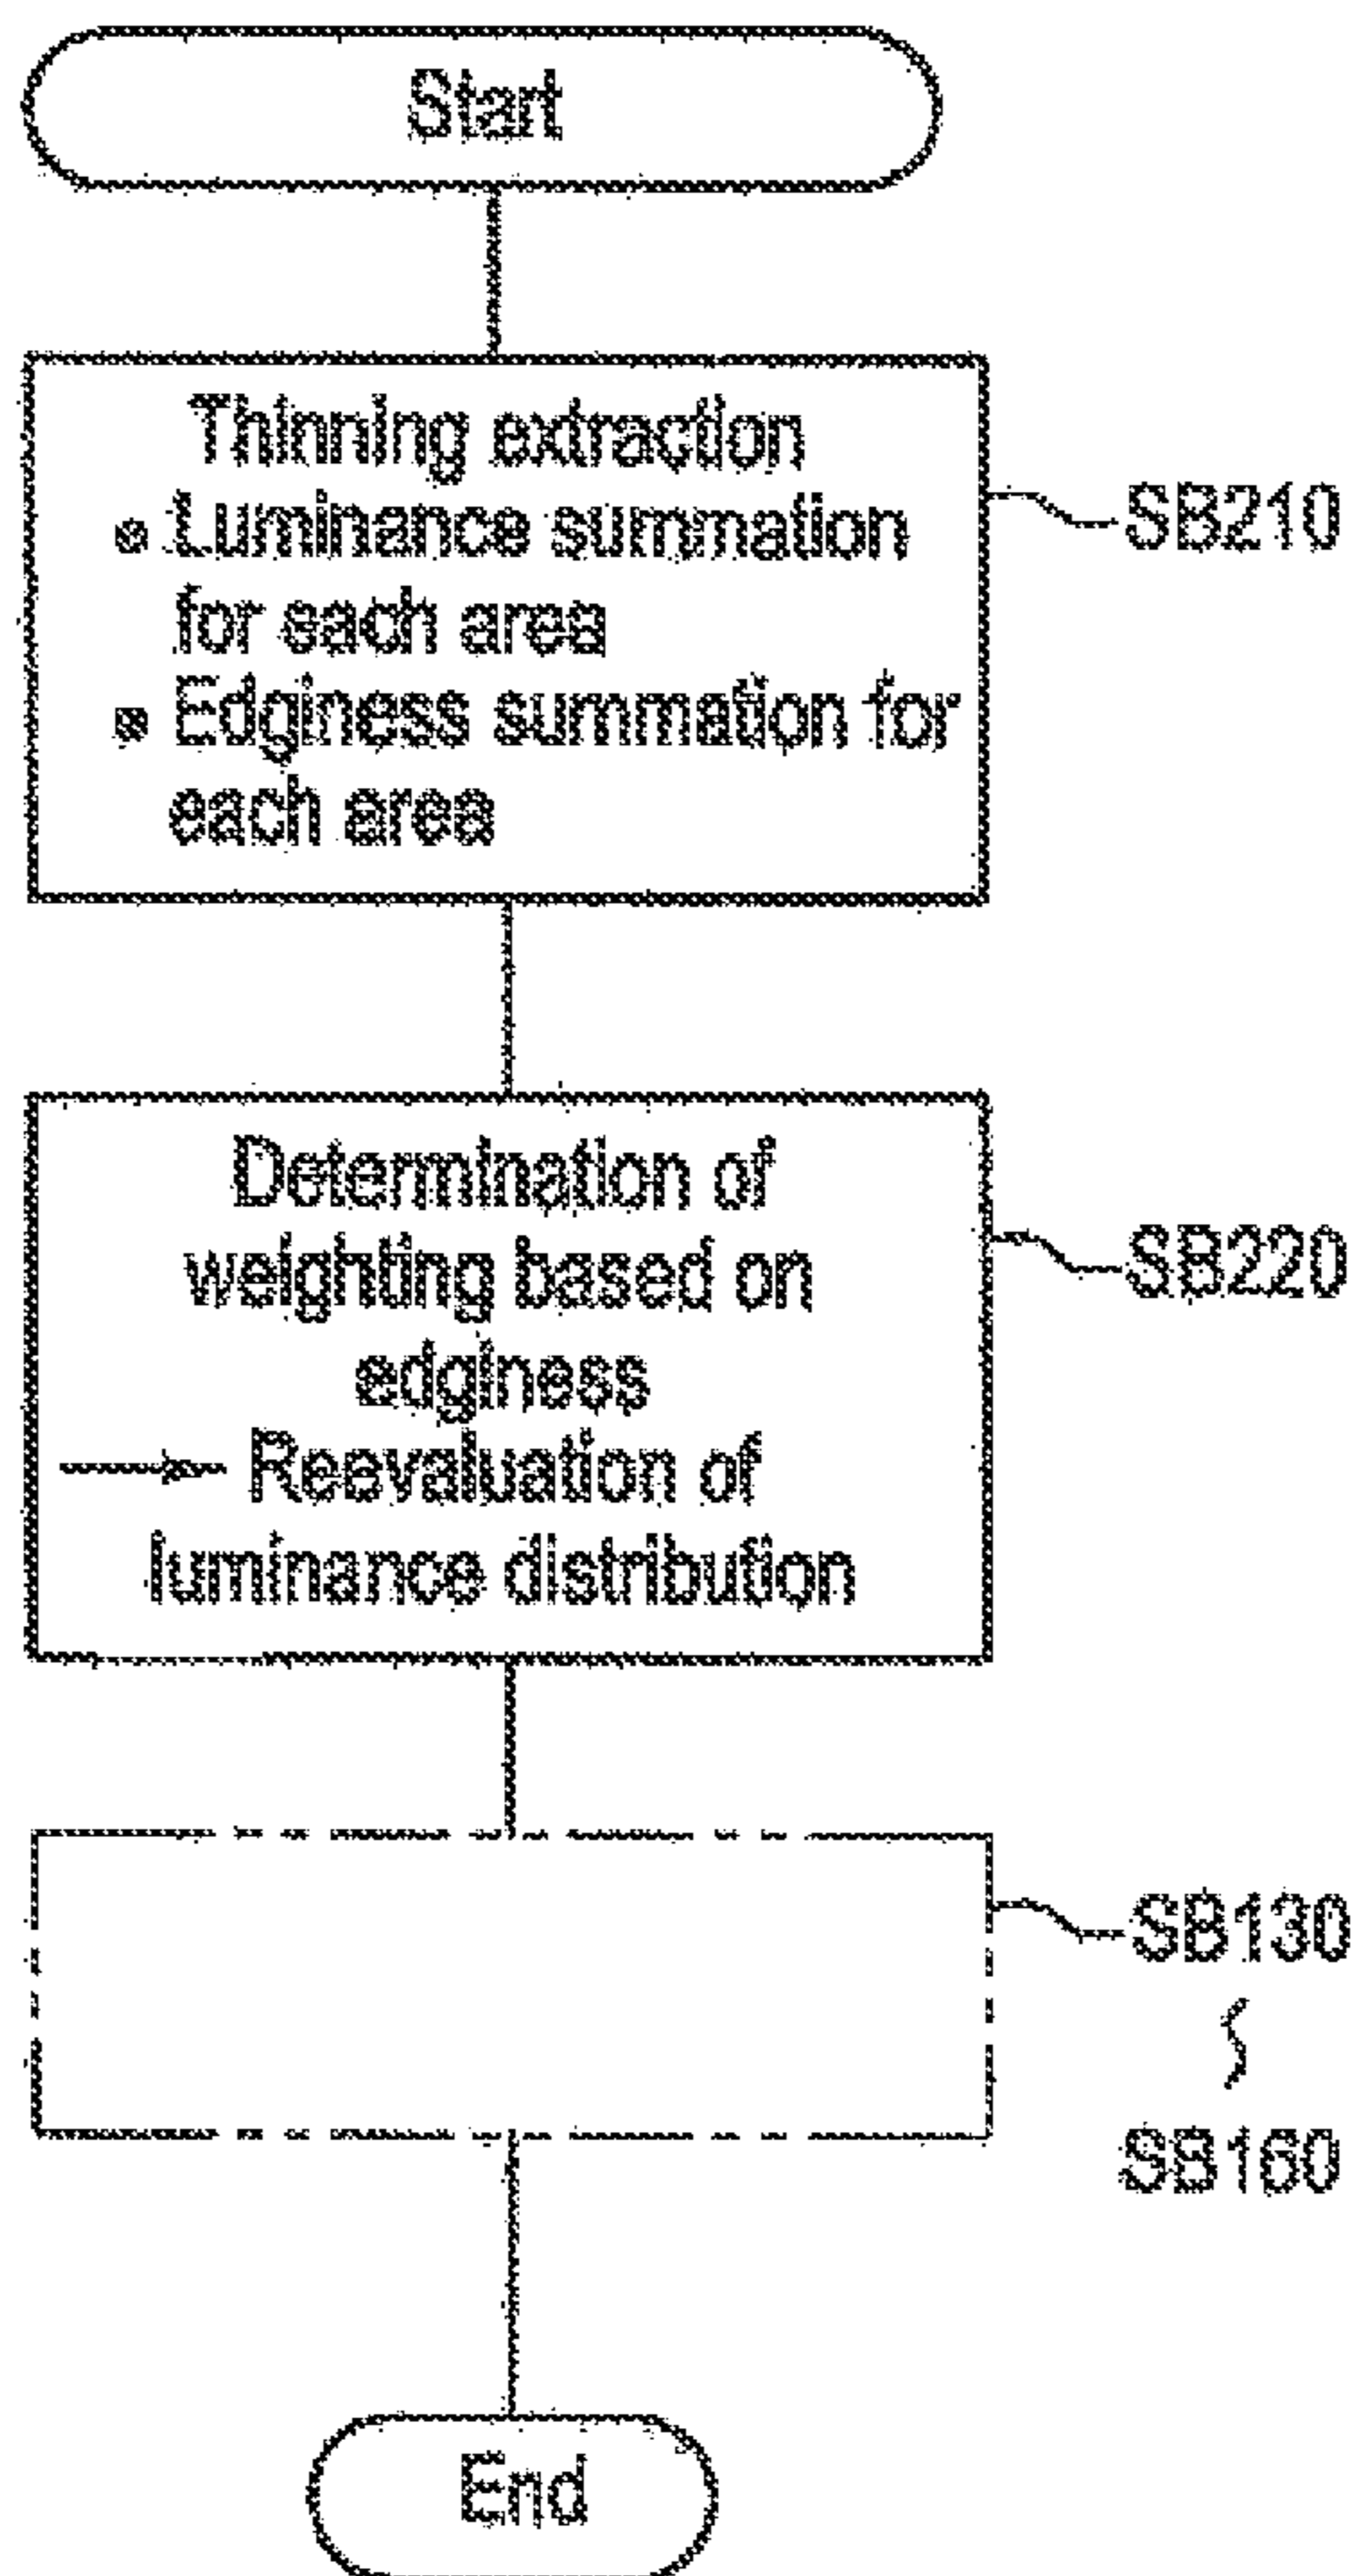 Start
Thinning extraction
• Luminance summation
for each area
• Edginess summation for
each area
SB210
Determination of
weighting based on
edginess
→ Reevaluation of
luminance distribution
SB220
SB130
SB160
End